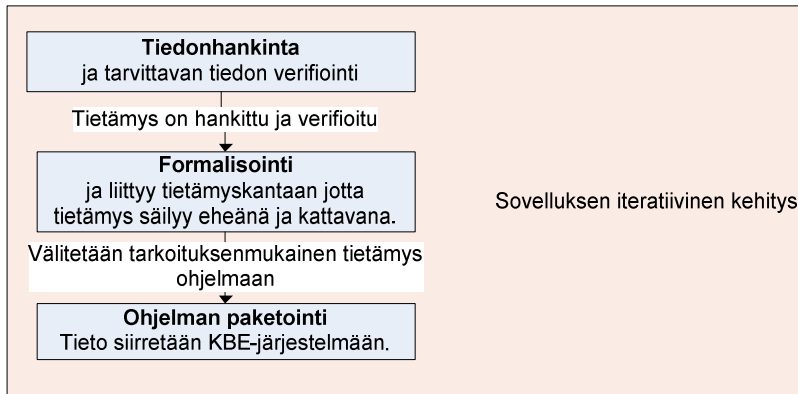 Tiedonhankinta
ja tarvittavan tiedon verifiointi
Tietämys on hankittu ja verifioitu
Formalisointi
ja liittyy tietämyskantaan jotta
tietämys säilyy eheänä ja kattavana.
Sovelluksen iteratiivinen kehitys
Välitetään tarkoituksenmukainen tietämys
ohjelmaan
Ohjelman paketointi
Tieto siirretään KBE-järjestelmään.